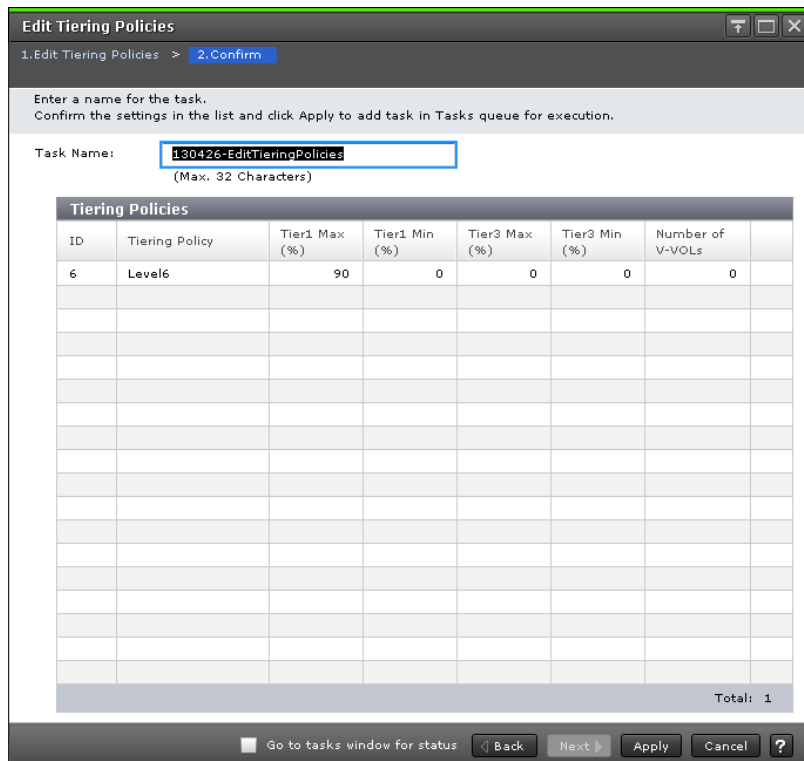 Edit Tiering Policies
1.Edit Tiering Policies > 2.Confirm
Enter a name for the task.
Confirm the settings in the list and click Apply to add task in Tasks queue for execution.
Task Name: 130426-EditTieringPolicies
(Max. 32 Characters)
Tiering Policies
ID Tiering Policy Tier1 Max (%) Tier1 Min (%) Tier3 Max (%) Tier3 Min (%) Number of V-VOLs
6 Level6 90 0 0 0 0
Total: 1
Go to tasks window for status Back Next Apply Cancel ?